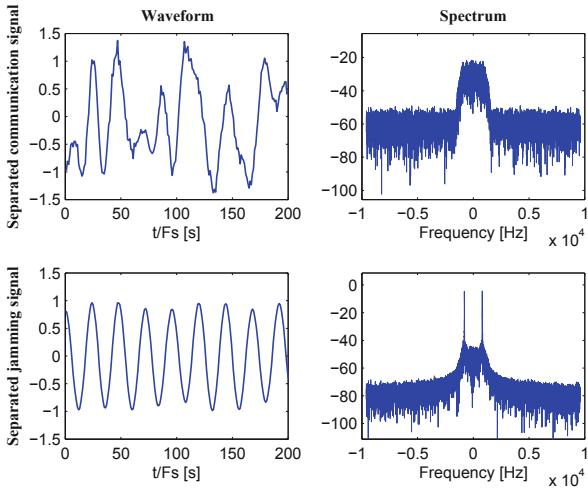 Waveform
Spectrum
Separated communication signal
1.5
1
0.5
0
−0.5
−1
−1.5
0 50 100 150 200
t/Fs [s]
−20
−40
−60
−80
−100
−1 −0.5 0 0.5 1
Frequency [Hz]
x 10^4
Separated jamming signal
1.5
1
0.5
0
−0.5
−1
−1.5
0 50 100 150 200
t/Fs [s]
0
−20
−40
−60
−80
−100
−1 −0.5 0 0.5 1
Frequency [Hz]
x 10^4